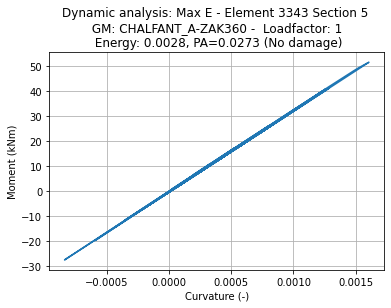 Dynamic analysis: Max E - Element 3343 Section 5
GM: CHALFANT_A-ZAK360 - Loadfactor: 1
Energy: 0.0028, PA=0.0273 (No damage)
50
40
30
20
10
0
−10
−20
−30
Moment (kNm)
−0.0005 0.0000 0.0005 0.0010 0.0015
Curvature (-)